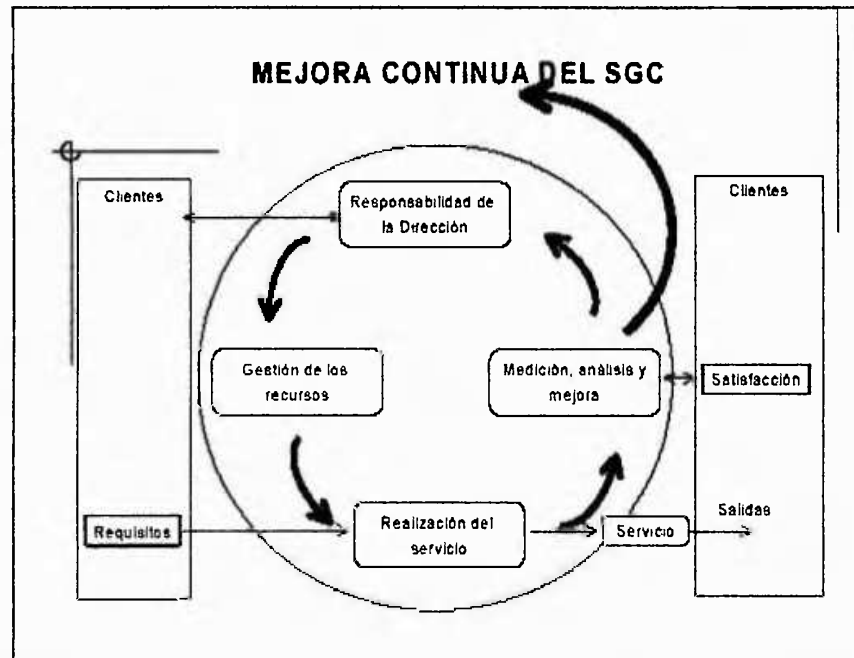 MEJORA CONTINUA DEL SGC
Clientes
Responsabilidad de
la Dirección
Clientes
Gestión de los
recursos
Medición, análisis y
mejora
Satisfacción
Requisitos
Realización del
servicio
Servicio
Salidas